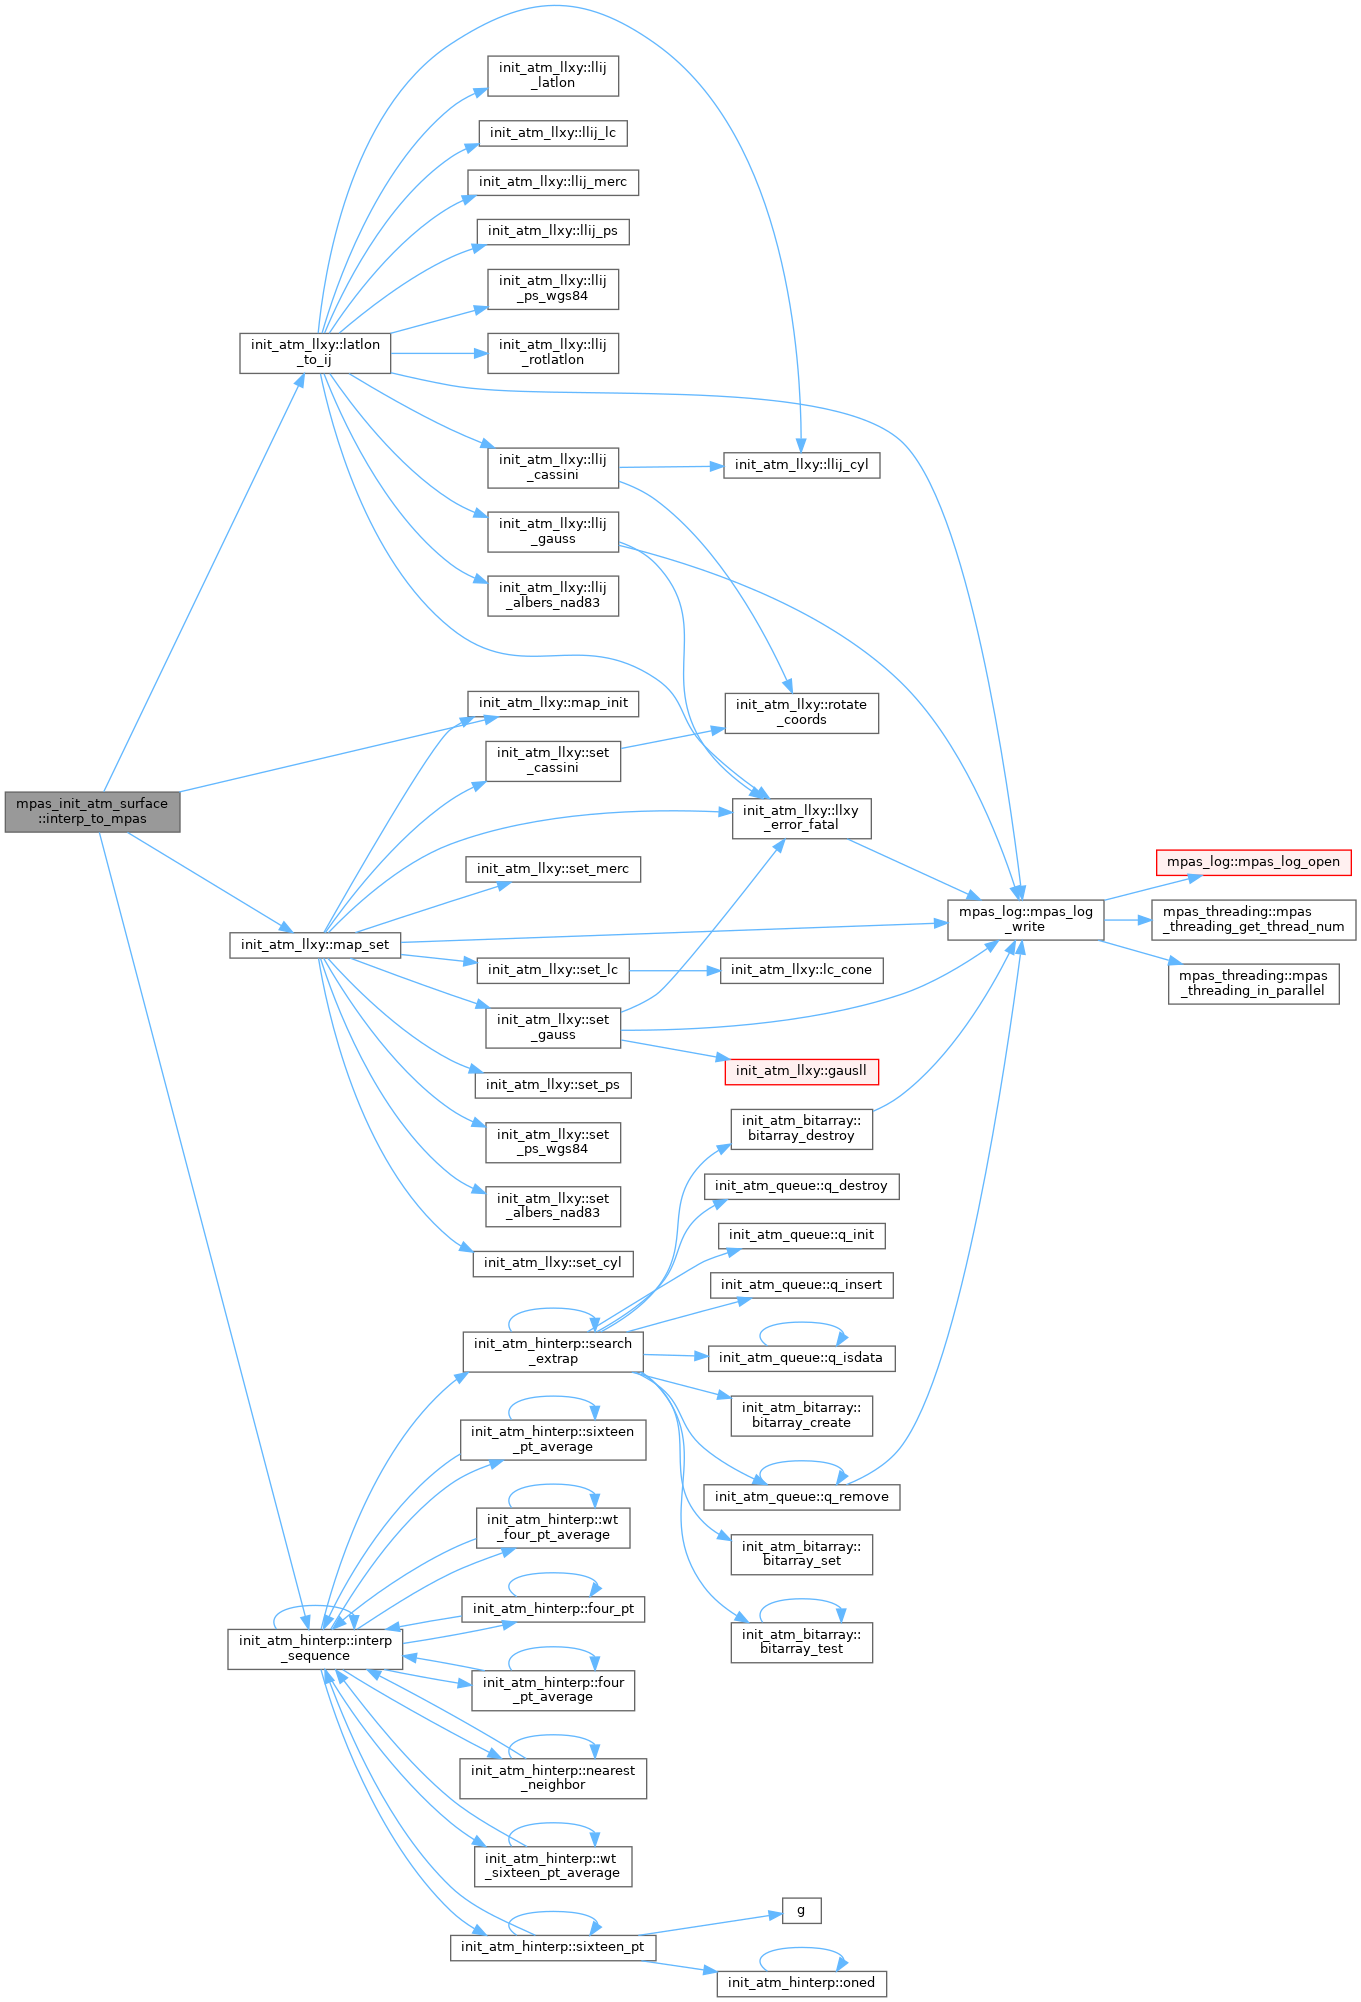 init_atm_llxy::llij
_latlon
init_atm_llxy::llij_lc
init_atm_llxy::llij_merc
init_atm_llxy::llij_ps
init_atm_llxy::llij
_ps_wgs84
init_atm_llxy::latlon
_to_ij
init_atm_llxy::llij
_rotlatlon
init_atm_llxy::llij
_cassini
init_atm_llxy::llij_cyl
init_atm_llxy::llij
_gauss
init_atm_llxy::llij
_albers_nad83
init_atm_llxy::map_init
init_atm_llxy::rotate
_coords
init_atm_llxy::set
_cassini
mpas_init_atm_surface
::interp_to_mpas
init_atm_llxy::llxy
_error_fatal
init_atm_llxy::set_merc
mpas_log::mpas_log_open
mpas_log::mpas_log
_write
mpas_threading::mpas
_threading_get_thread_num
init_atm_llxy::map_set
init_atm_llxy::set_lc
init_atm_llxy::lc_cone
mpas_threading::mpas
_threading_in_parallel
init_atm_llxy::set
_gauss
init_atm_llxy::gausll
init_atm_llxy::set_ps
init_atm_bitarray::
bitarray_destroy
init_atm_llxy::set
_ps_wgs84
init_atm_queue::q_destroy
init_atm_llxy::set
_albers_nad83
init_atm_queue::q_init
init_atm_llxy::set_cyl
init_atm_queue::q_insert
init_atm_hinterp::search
_extrap
init_atm_queue::q_isdata
init_atm_bitarray::
bitarray_create
init_atm_hinterp::sixteen
_pt_average
init_atm_queue::q_remove
init_atm_hinterp::wt
_four_pt_average
init_atm_bitarray::
bitarray_set
init_atm_hinterp::four_pt
init_atm_bitarray::
bitarray_test
init_atm_hinterp::interp
_sequence
init_atm_hinterp::four
_pt_average
init_atm_hinterp::nearest
_neighbor
init_atm_hinterp::wt
_sixteen_pt_average
g
init_atm_hinterp::sixteen_pt
init_atm_hinterp::oned